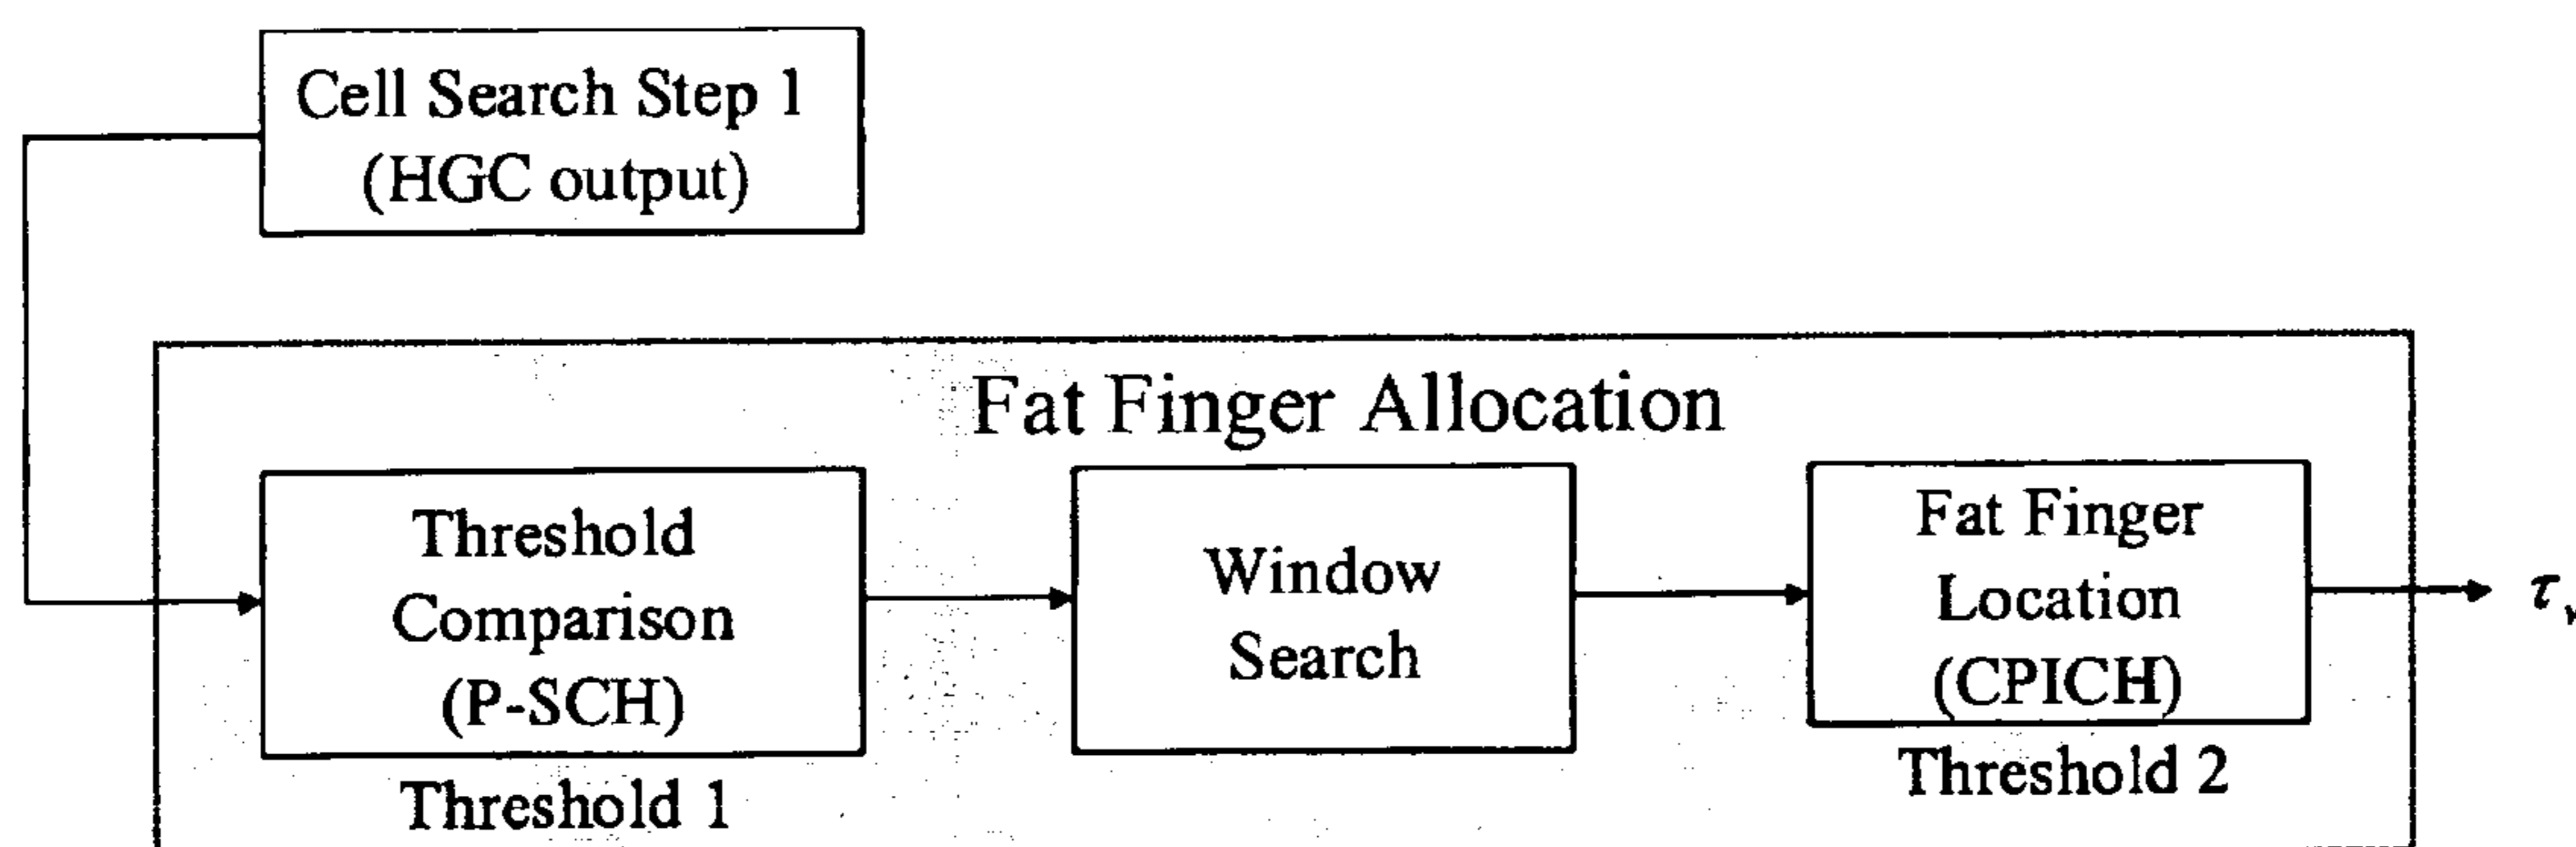 Cell Search Step 1
(HGC output)
Fat Finger Allocation
Threshold
Comparison
(P-SCH)
Threshold 1
Window
Search
Fat Finger
Location
(CPICH)
Threshold 2
τ